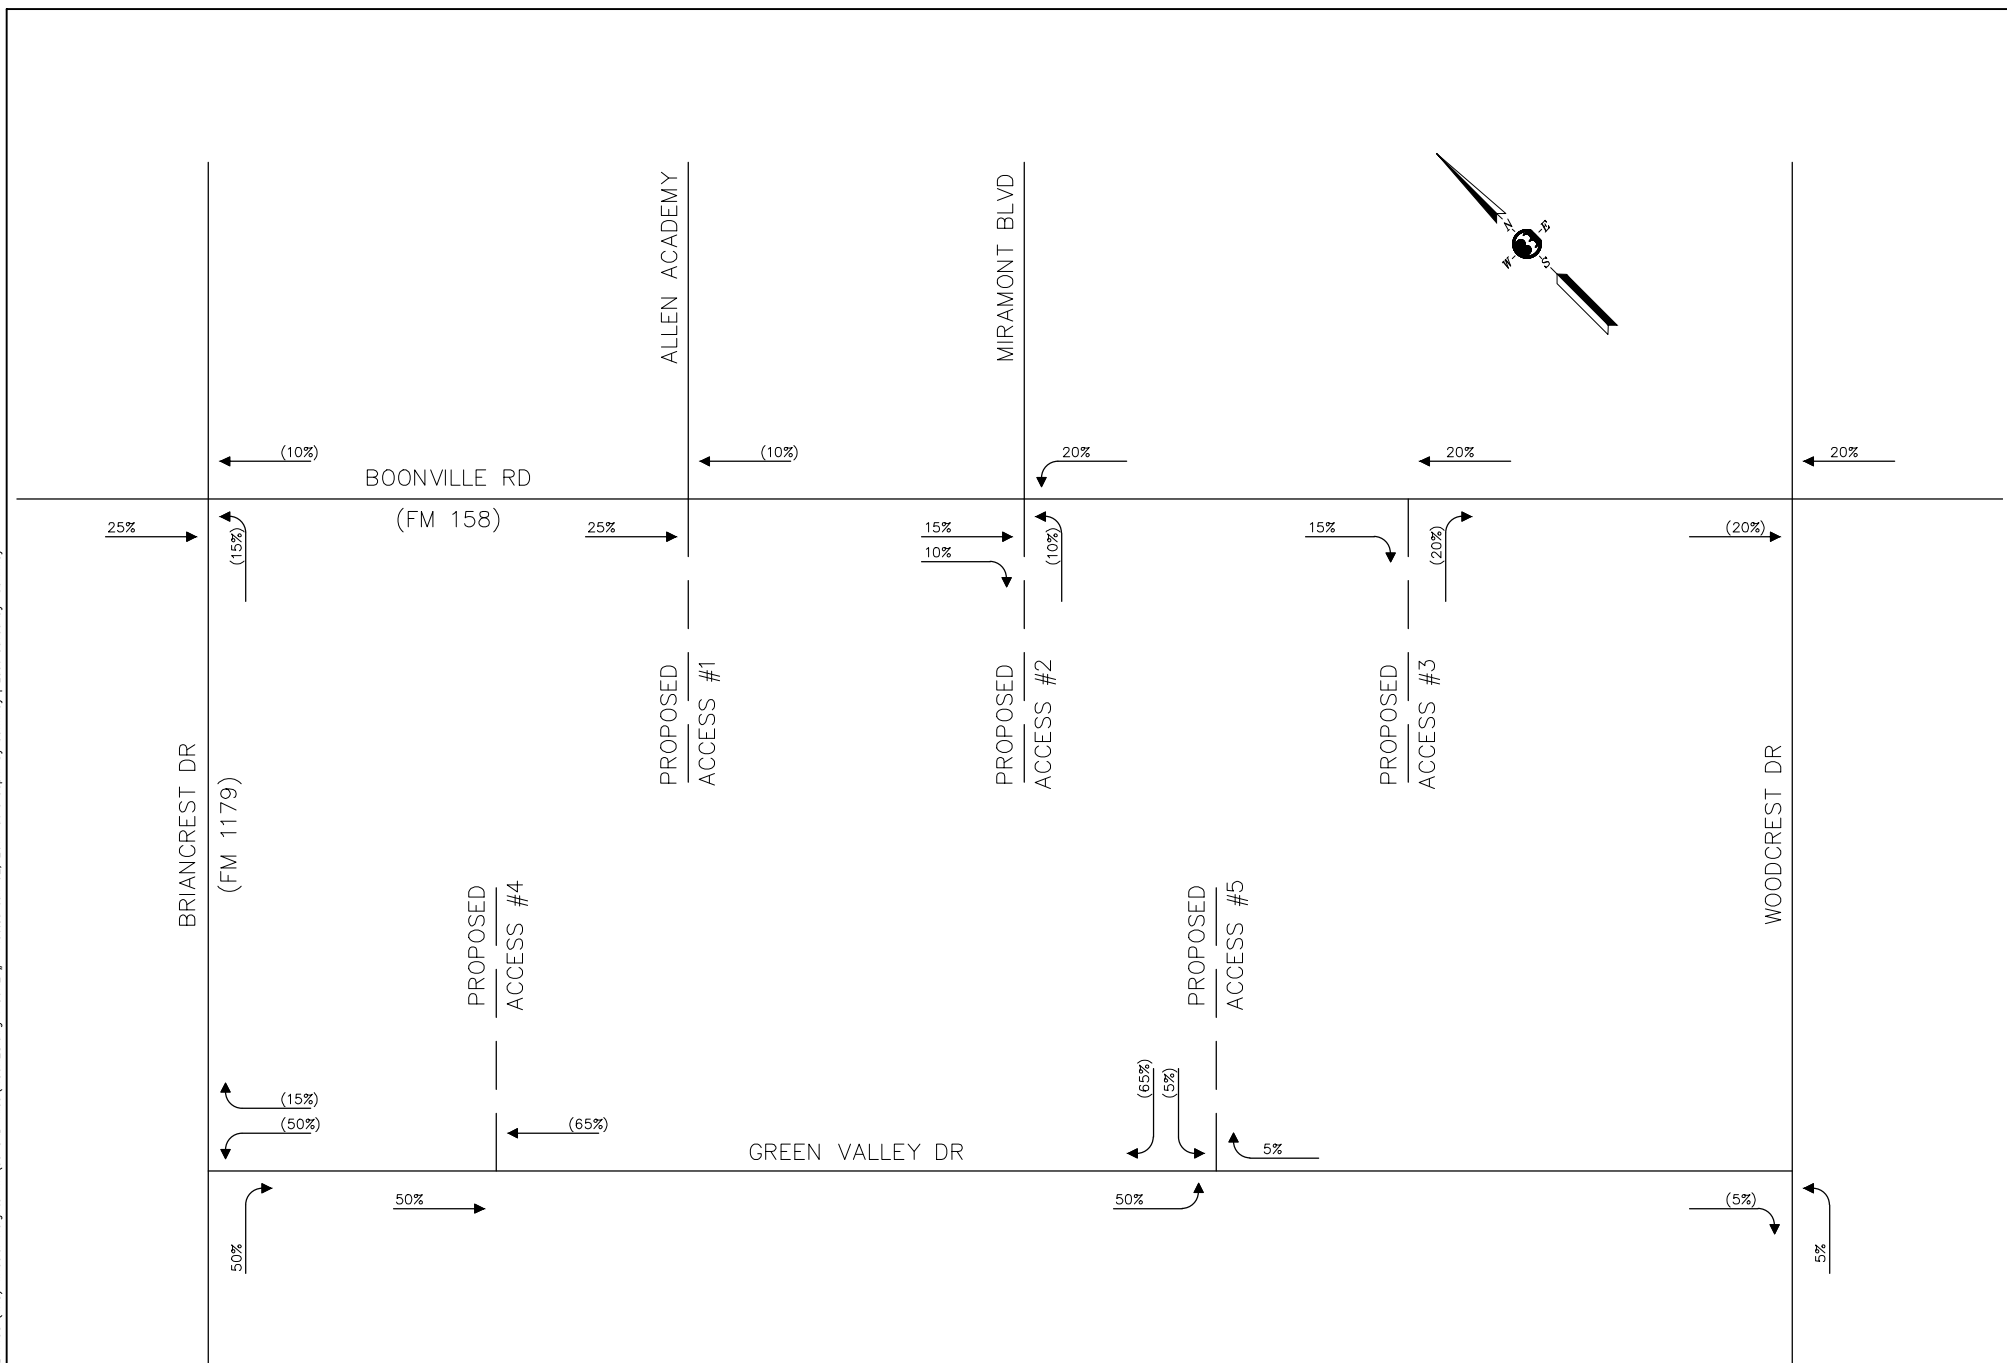 ALLEN ACADEMY
MIRAMONT BLVD
N
E
W
S
(10%)
(10%)
20%
20%
20%
BOONVILLE RD
(FM 158)
25%
(15%)
25%
15%
10%
(10%)
15%
(20%)
(20%)
PROPOSED
ACCESS #1
PROPOSED
ACCESS #2
PROPOSED
ACCESS #3
BRIANCREST DR
(FM 1179)
WOODCREST DR
PROPOSED
ACCESS #4
PROPOSED
ACCESS #5
(15%)
(50%)
(65%)
(65%)
(5%)
5%
GREEN VALLEY DR
50%
50%
50%
(5%)
5%